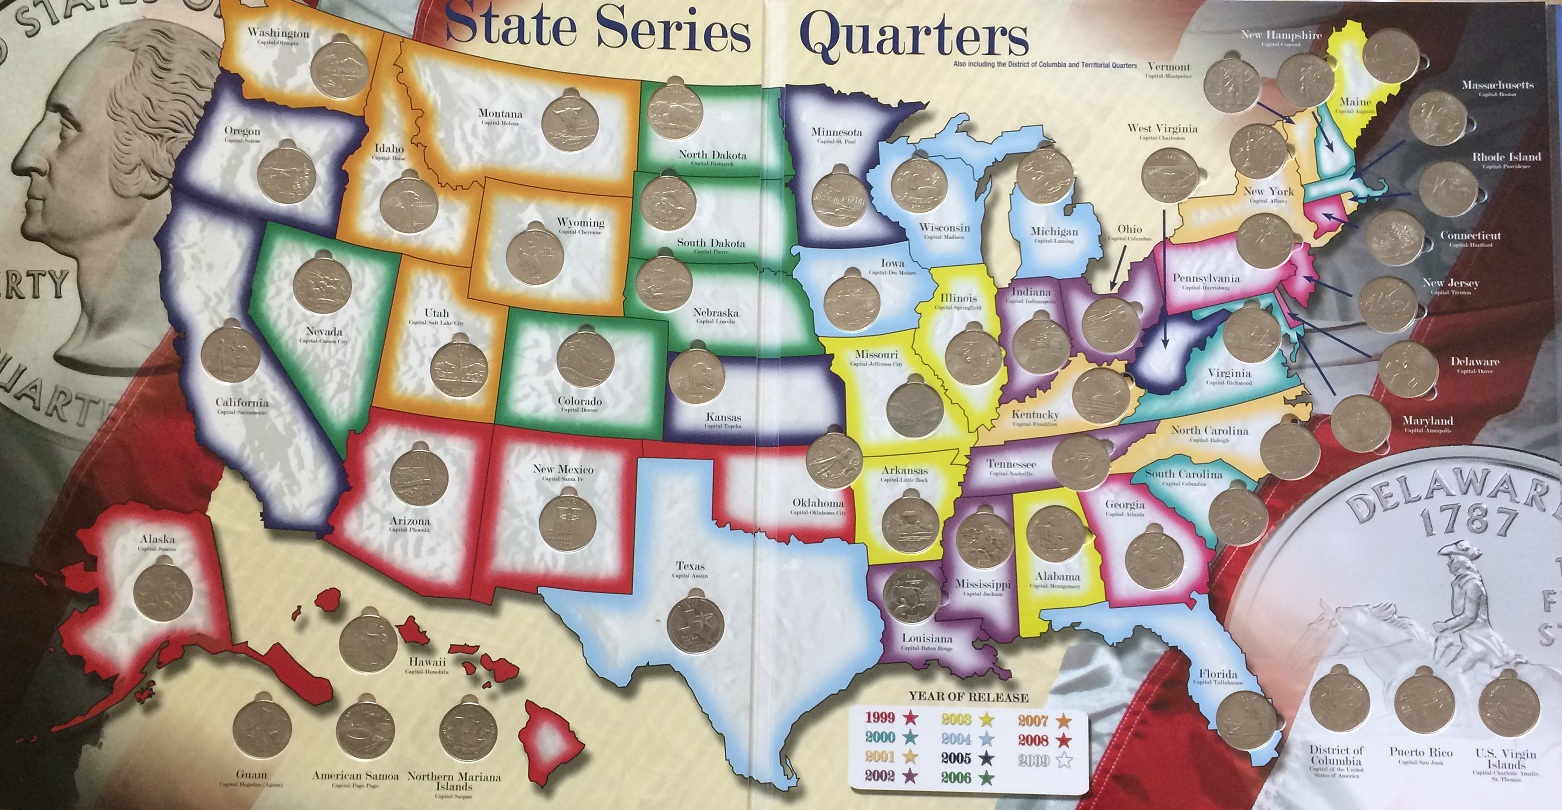 State Series Quarters
Also including the District of Columbia and Territorial Quarters
Washington
Capital-Olympia
Oregon
Capital-Salem
California
Capital-Sacramento
Nevada
Capital-Carson City
Idaho
Capital-Boise
Montana
Capital-Helena
Wyoming
Capital-Cheyenne
Utah
Capital-Salt Lake City
Colorado
Capital-Denver
Arizona
Capital-Phoenix
New Mexico
Capital-Santa Fe
North Dakota
Capital-Bismarck
South Dakota
Capital-Pierre
Nebraska
Capital-Lincoln
Kansas
Capital-Topeka
Oklahoma
Capital-Oklahoma City
Texas
Capital-Austin
Minnesota
Capital-St. Paul
Iowa
Capital-Des Moines
Missouri
Capital-Jefferson City
Arkansas
Capital-Little Rock
Louisiana
Capital-Baton Rouge
Wisconsin
Capital-Madison
Illinois
Capital-Springfield
Michigan
Capital-Lansing
Indiana
Capital-Indianapolis
Ohio
Capital-Columbus
Kentucky
Capital-Frankfort
Tennessee
Capital-Nashville
Mississippi
Capital-Jackson
Alabama
Capital-Montgomery
Georgia
Capital-Atlanta
Florida
Capital-Tallahassee
South Carolina
Capital-Columbia
North Carolina
Capital-Raleigh
Virginia
Capital-Richmond
West Virginia
Capital-Charleston
Pennsylvania
Capital-Harrisburg
New York
Capital-Albany
Vermont
Capital-Montpelier
New Hampshire
Capital-Concord
Maine
Capital-Augusta
Massachusetts
Capital-Boston
Rhode Island
Capital-Providence
Connecticut
Capital-Hartford
New Jersey
Capital-Trenton
Delaware
Capital-Dover
Maryland
Capital-Annapolis
Alaska
Capital-Juneau
Hawaii
Capital-Honolulu
Guam
Capital-Hagatna (Agana)
American Samoa
Capital-Pago Pago
Northern Mariana
Islands
Capital-Saipan
District of
Columbia
Capital of the United
States of America
Puerto Rico
Capital-San Juan
U.S. Virgin
Islands
Capital-Charlotte Amalie,
St. Thomas
YEAR OF RELEASE
1999 2003 2007
2000 2004 2008
2001 2005 2009
2002 2006
DELAWAR
1787